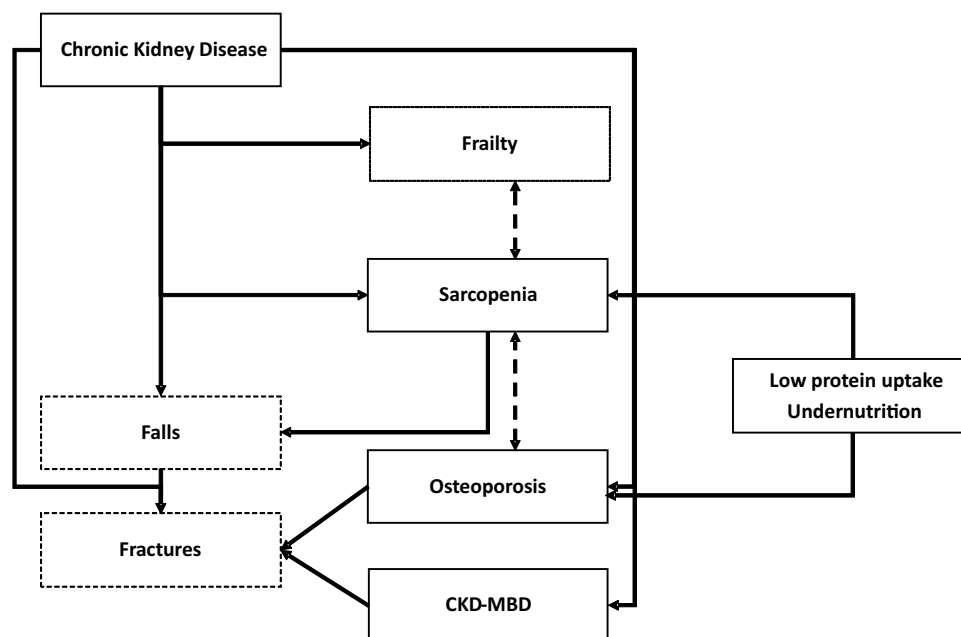 Chronic Kidney Disease
Frailty
Sarcopenia
Low protein uptake
Undernutrition
Falls
Osteoporosis
Fractures
CKD-MBD